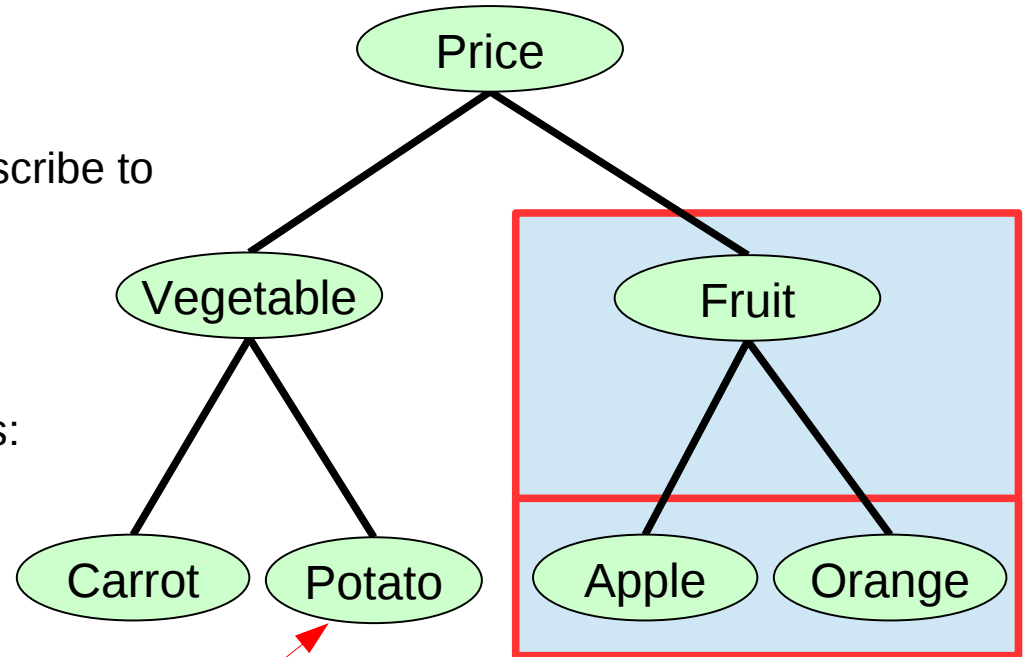 Price
scribe to
Vegetable
Fruit
s:
Carrot
Potato
Apple
Orange